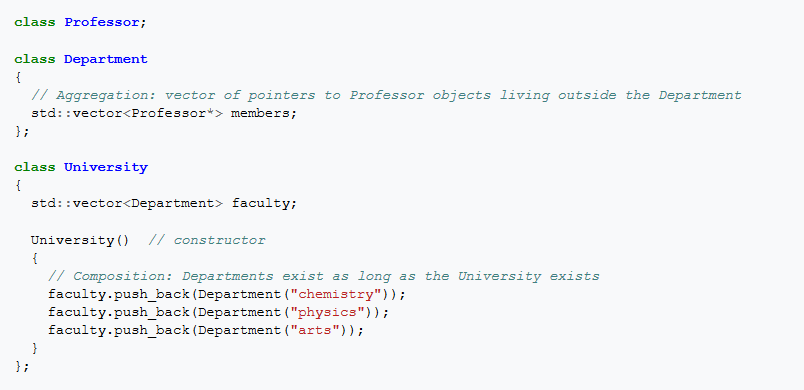 class Professor;

class Department
{
  // Aggregation: vector of pointers to Professor objects living outside the Department
  std::vector<Professor*> members;
};

class University
{
  std::vector<Department> faculty;

  University()  // constructor
  {
    // Composition: Departments exist as long as the University exists
    faculty.push_back(Department("chemistry"));
    faculty.push_back(Department("physics"));
    faculty.push_back(Department("arts"));
  }
};